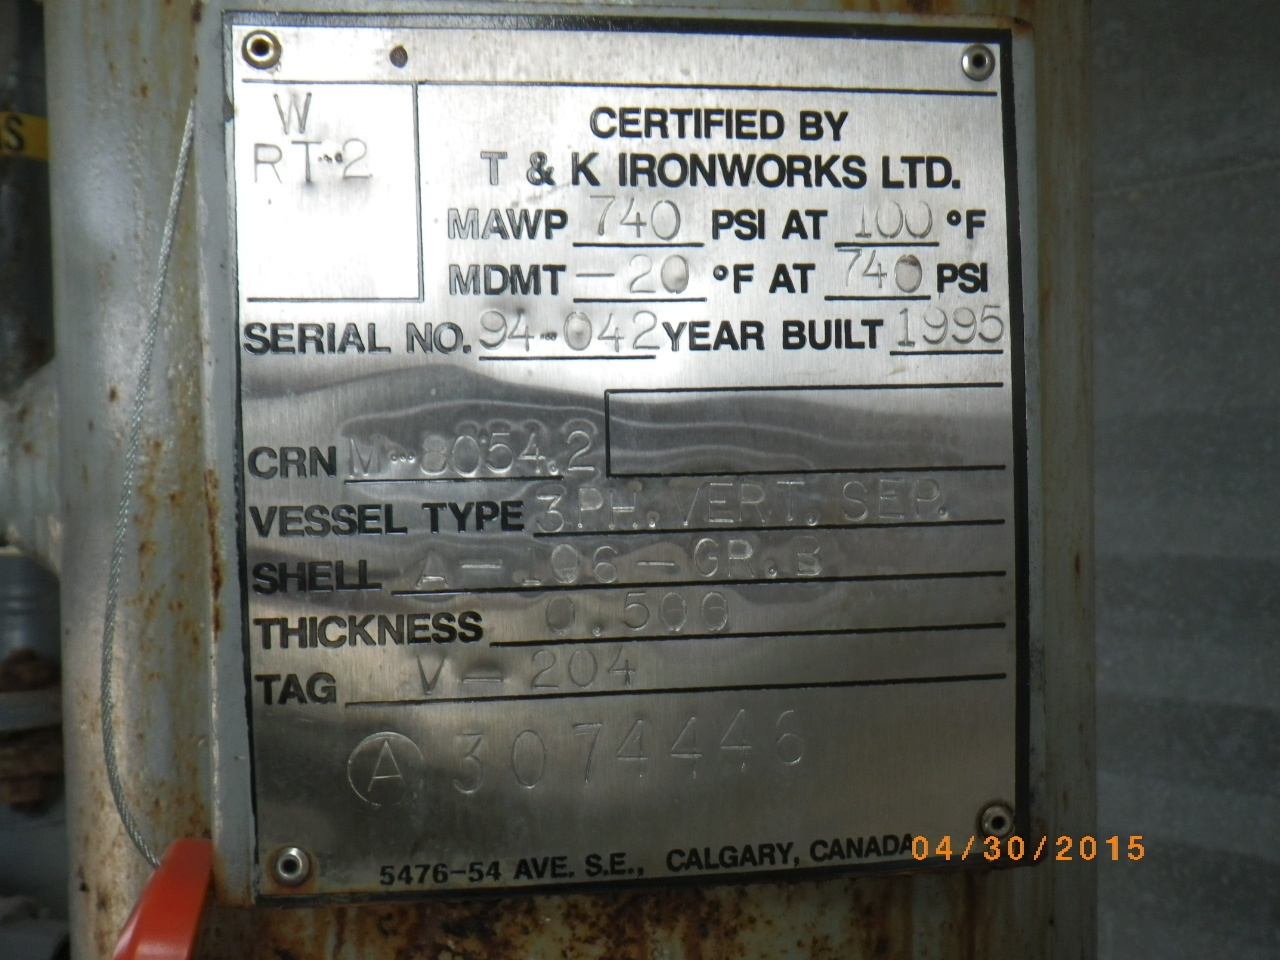 W
RT-2
CERTIFIED BY
T & K IRONWORKS LTD.
MAWP 740 PSI AT 100 °F
MDMT -20 °F AT 740 PSI
SERIAL NO. 94-042 YEAR BUILT 1995
CRN M-8054.2
VESSEL TYPE 3.PH. VERT. SEP.
SHELL A-106-GR.B
THICKNESS 0.500
TAG V-204
A 3074446
5476-54 AVE. S.E., CALGARY, CANADA
04/30/2015